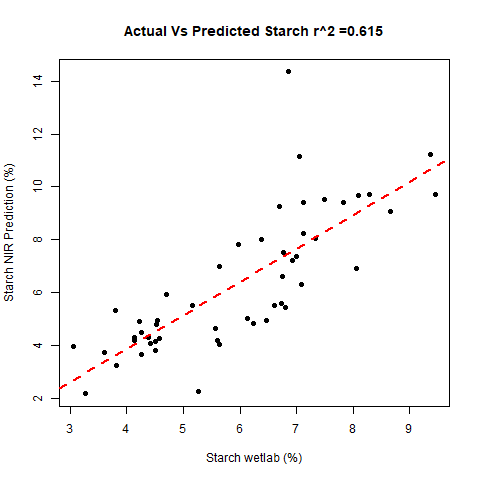 Actual Vs Predicted Starch r^2 =0.615
Starch NIR Prediction (%)
14
12
10
8
6
4
2
3 4 5 6 7 8 9
Starch wetlab (%)